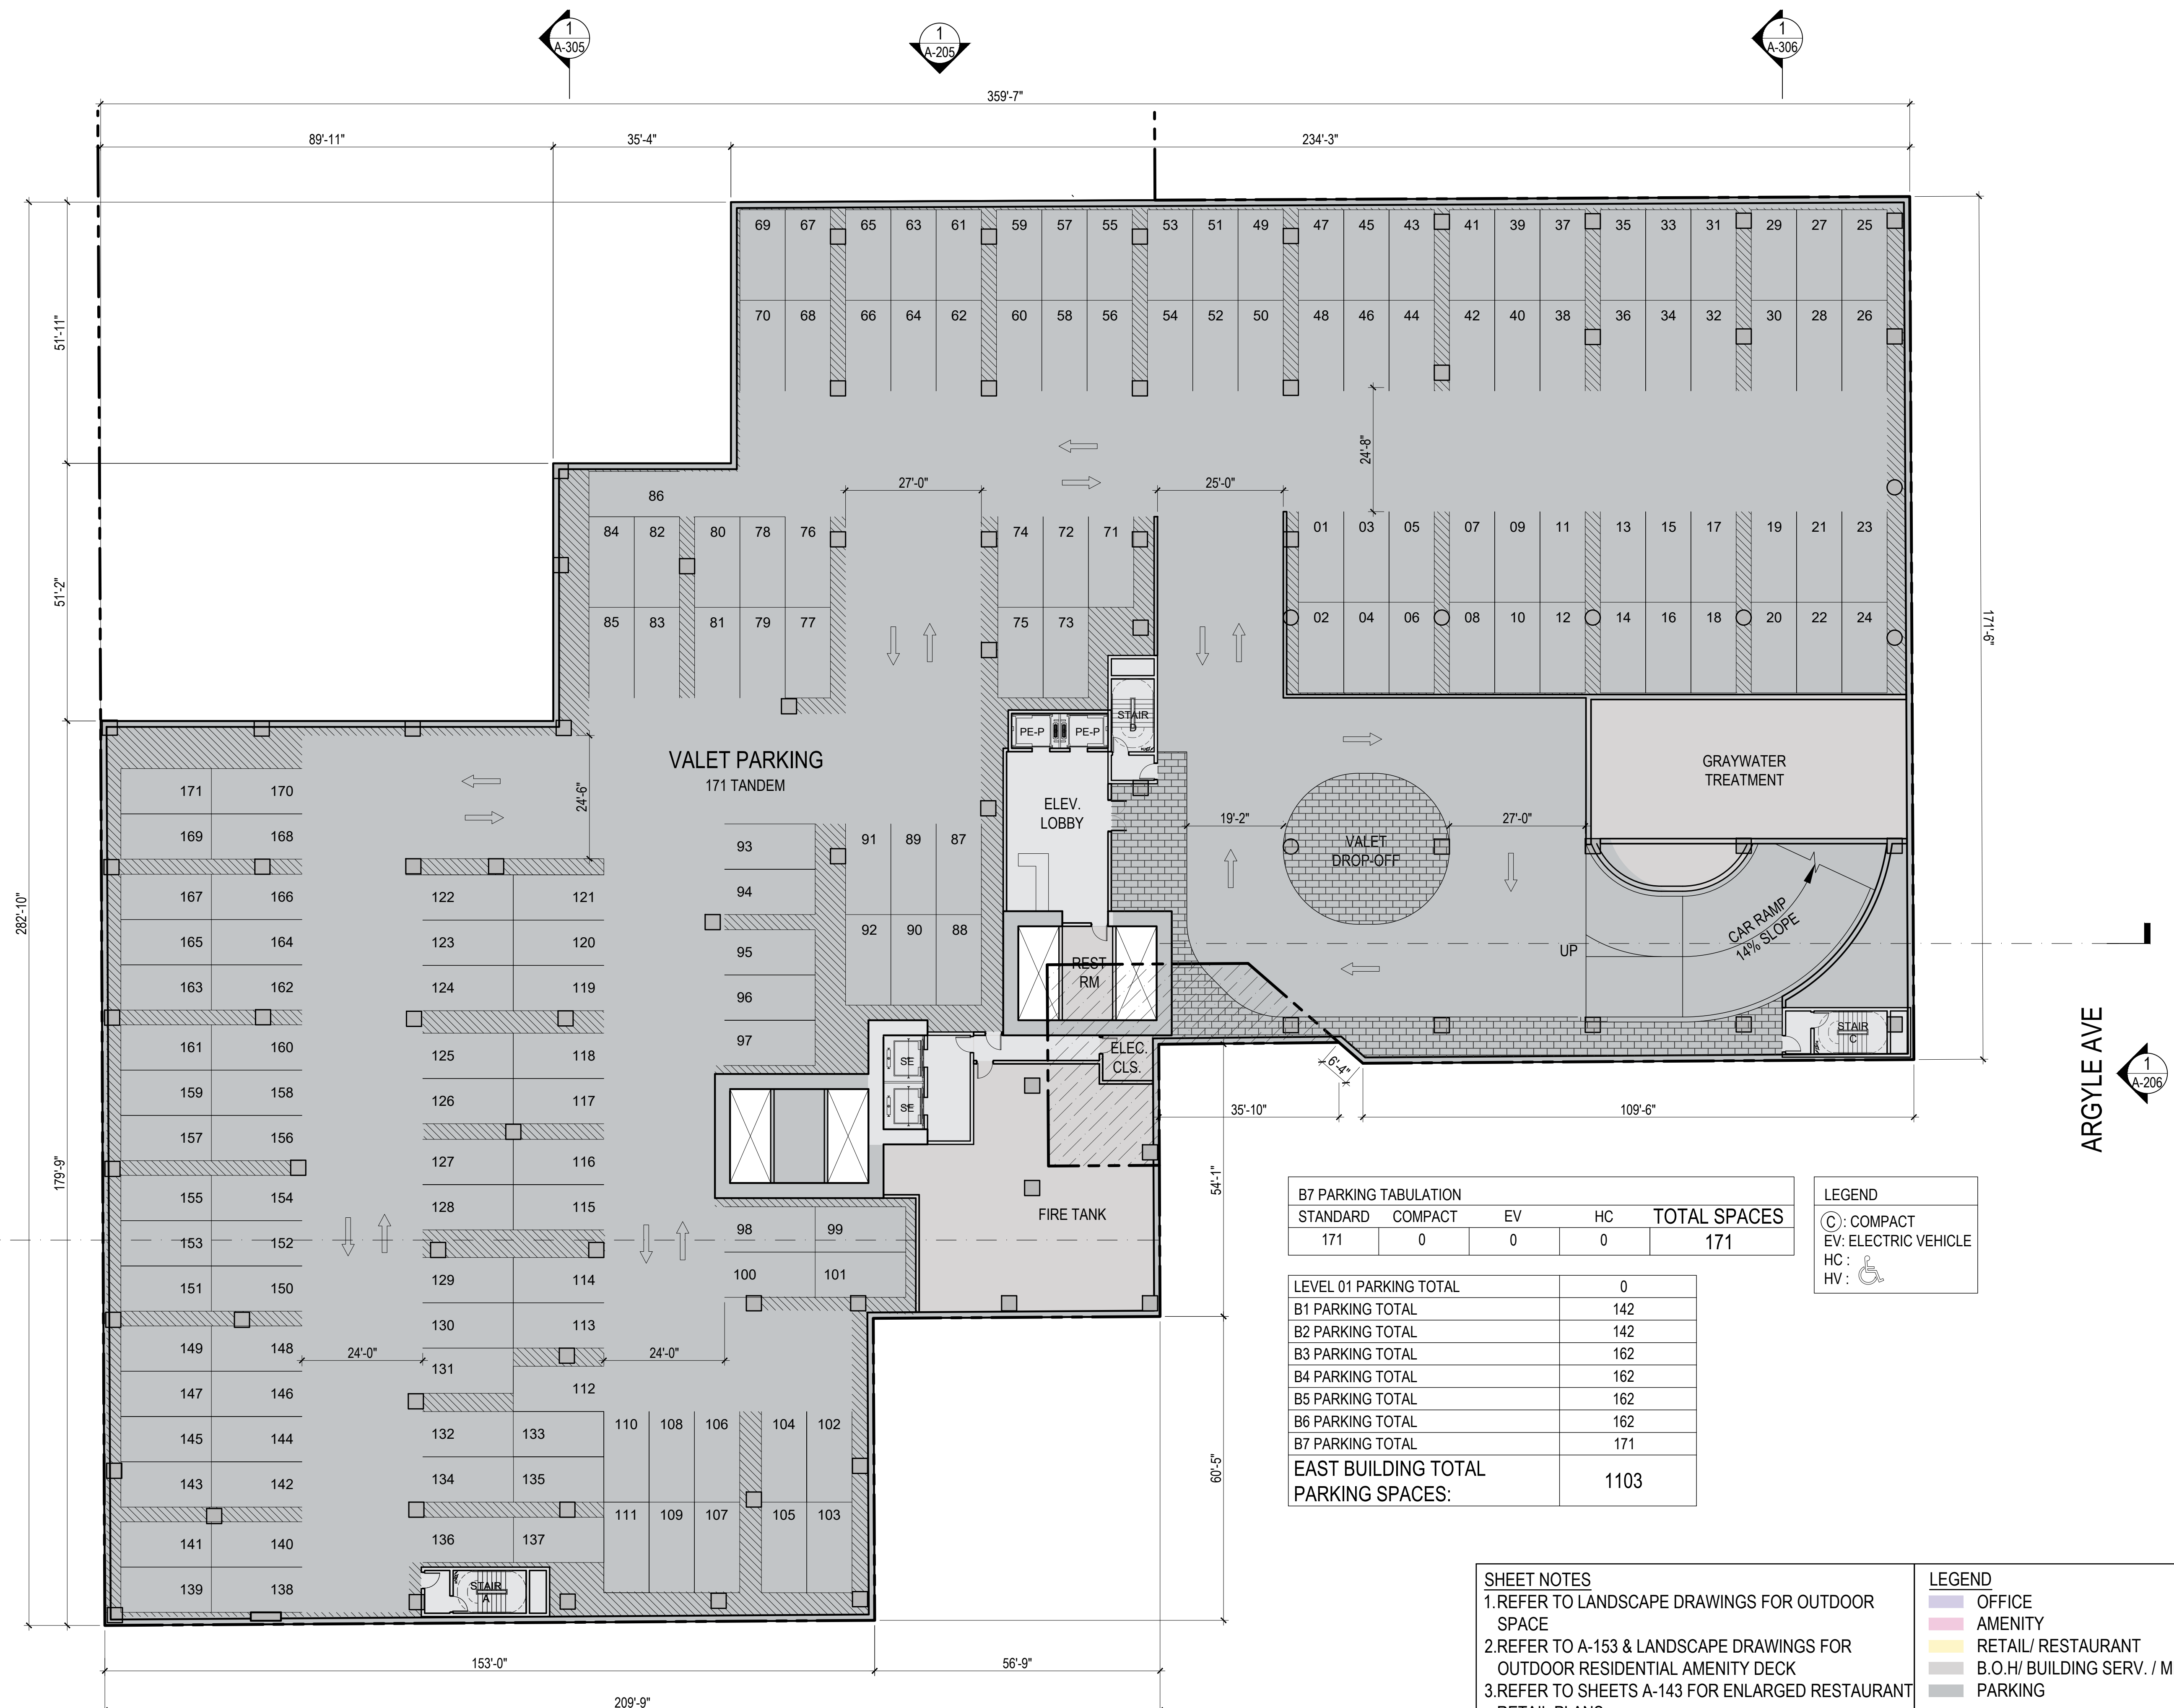 1
A-305
1
A-205
1
A-306
359'-7"
89'-11"
35'-4"
234'-3"
69 67 65 63 61 59 57 55 53 51 49 47 45 43 41 39 37 35 33 31 29 27 25
70 68 66 64 62 60 58 56 54 52 50 48 46 44 42 40 38 36 34 32 30 28 26
51'-11"
24'-8"
86
27'-0"
25'-0"
84 82 80 78 76 74 72 71 01 03 05 07 09 11 13 15 17 19 21 23
51'-2"
85 83 81 79 77 75 73 02 04 06 08 10 12 14 16 18 20 22 24
171'-6"
STAIR
PE-P PE-P
VALET PARKING
171 TANDEM
GRAYWATER
TREATMENT
171 170
24'-6"
ELEV.
LOBBY
19'-2"
27'-0"
VALET
DROP-OFF
169 168
93
91 89 87
94
167 166 122 121
92 90 88
CAR RAMP
14% SLOPE
UP
282'-10"
165 164 123 120
95
REST
RM
163 162 124 119
96
STAIR
C
161 160 125 118
97
SE
ELEC.
CLS.
6'-4"
ARGYLE AVE
1
A-206
159 158 126 117
SE
35'-10"
109'-6"
157 156 127 116
179'-9"
54'-1"
155 154 128 115
98 99
FIRE TANK
153 152
100 101
151 150 129 114
130 113
149 148
24'-0"
24'-0"
131
147 146
112
145 144 132 133
110 108 106 104 102
143 142 134 135
60'-5"
111 109 107 105 103
141 140 136 137
139 138
STAIR
A
153'-0"
56'-9"
209'-9"
B7 PARKING TABULATION
STANDARD COMPACT EV HC TOTAL SPACES
171 0 0 0 171
LEGEND
C : COMPACT
EV: ELECTRIC VEHICLE
HC :
HV :
LEVEL 01 PARKING TOTAL 0
B1 PARKING TOTAL 142
B2 PARKING TOTAL 142
B3 PARKING TOTAL 162
B4 PARKING TOTAL 162
B5 PARKING TOTAL 162
B6 PARKING TOTAL 162
B7 PARKING TOTAL 171
EAST BUILDING TOTAL
PARKING SPACES: 1103
SHEET NOTES
1.REFER TO LANDSCAPE DRAWINGS FOR OUTDOOR
SPACE
2.REFER TO A-153 & LANDSCAPE DRAWINGS FOR
OUTDOOR RESIDENTIAL AMENITY DECK
3.REFER TO SHEETS A-143 FOR ENLARGED RESTAURANT
LEGEND
OFFICE
AMENITY
RETAIL/ RESTAURANT
B.O.H/ BUILDING SERV. / M
PARKING